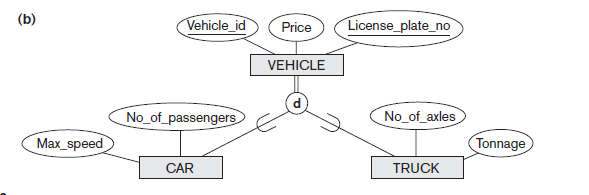 (b)
Vehicle_id
Price
License_plate_no
VEHICLE
d
No_of_passengers
No_of_axles
Max_speed
Tonnage
CAR
TRUCK